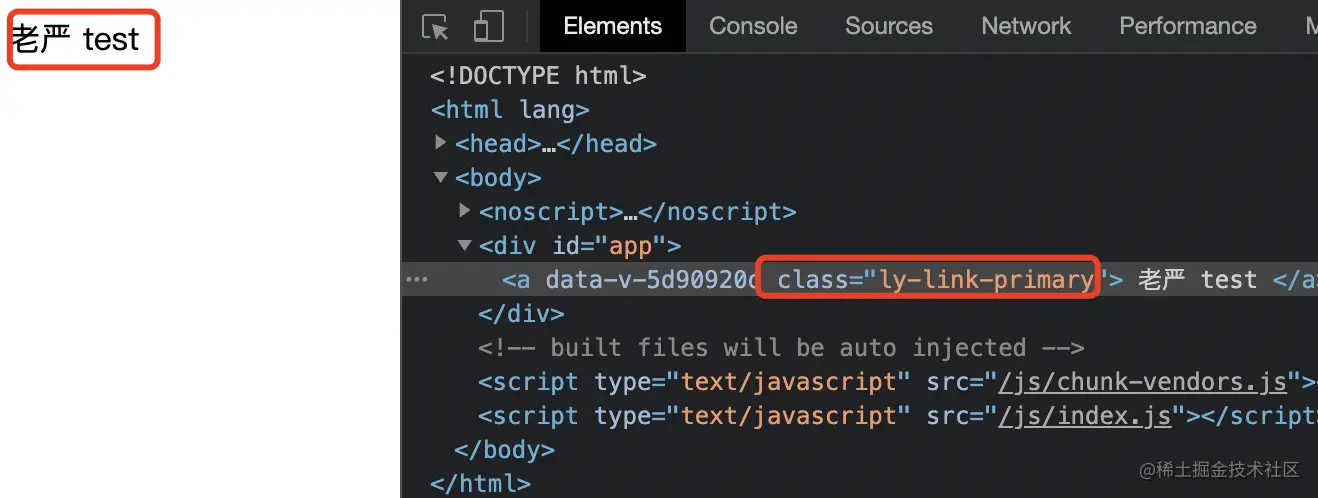 老严 test
Elements Console Sources Network Performance M
<!DOCTYPE html>
<html lang>
<head>…</head>
<body>
<noscript>…</noscript>
<div id="app">
<a data-v-5d90920d class="ly-link-primary"> 老严 test </a
</div>
<!-- built files will be auto injected -->
<script type="text/javascript" src="/js/chunk-vendors.js">
<script type="text/javascript" src="/js/index.js"></script
</body>
</html>
@稀土掘金技术社区